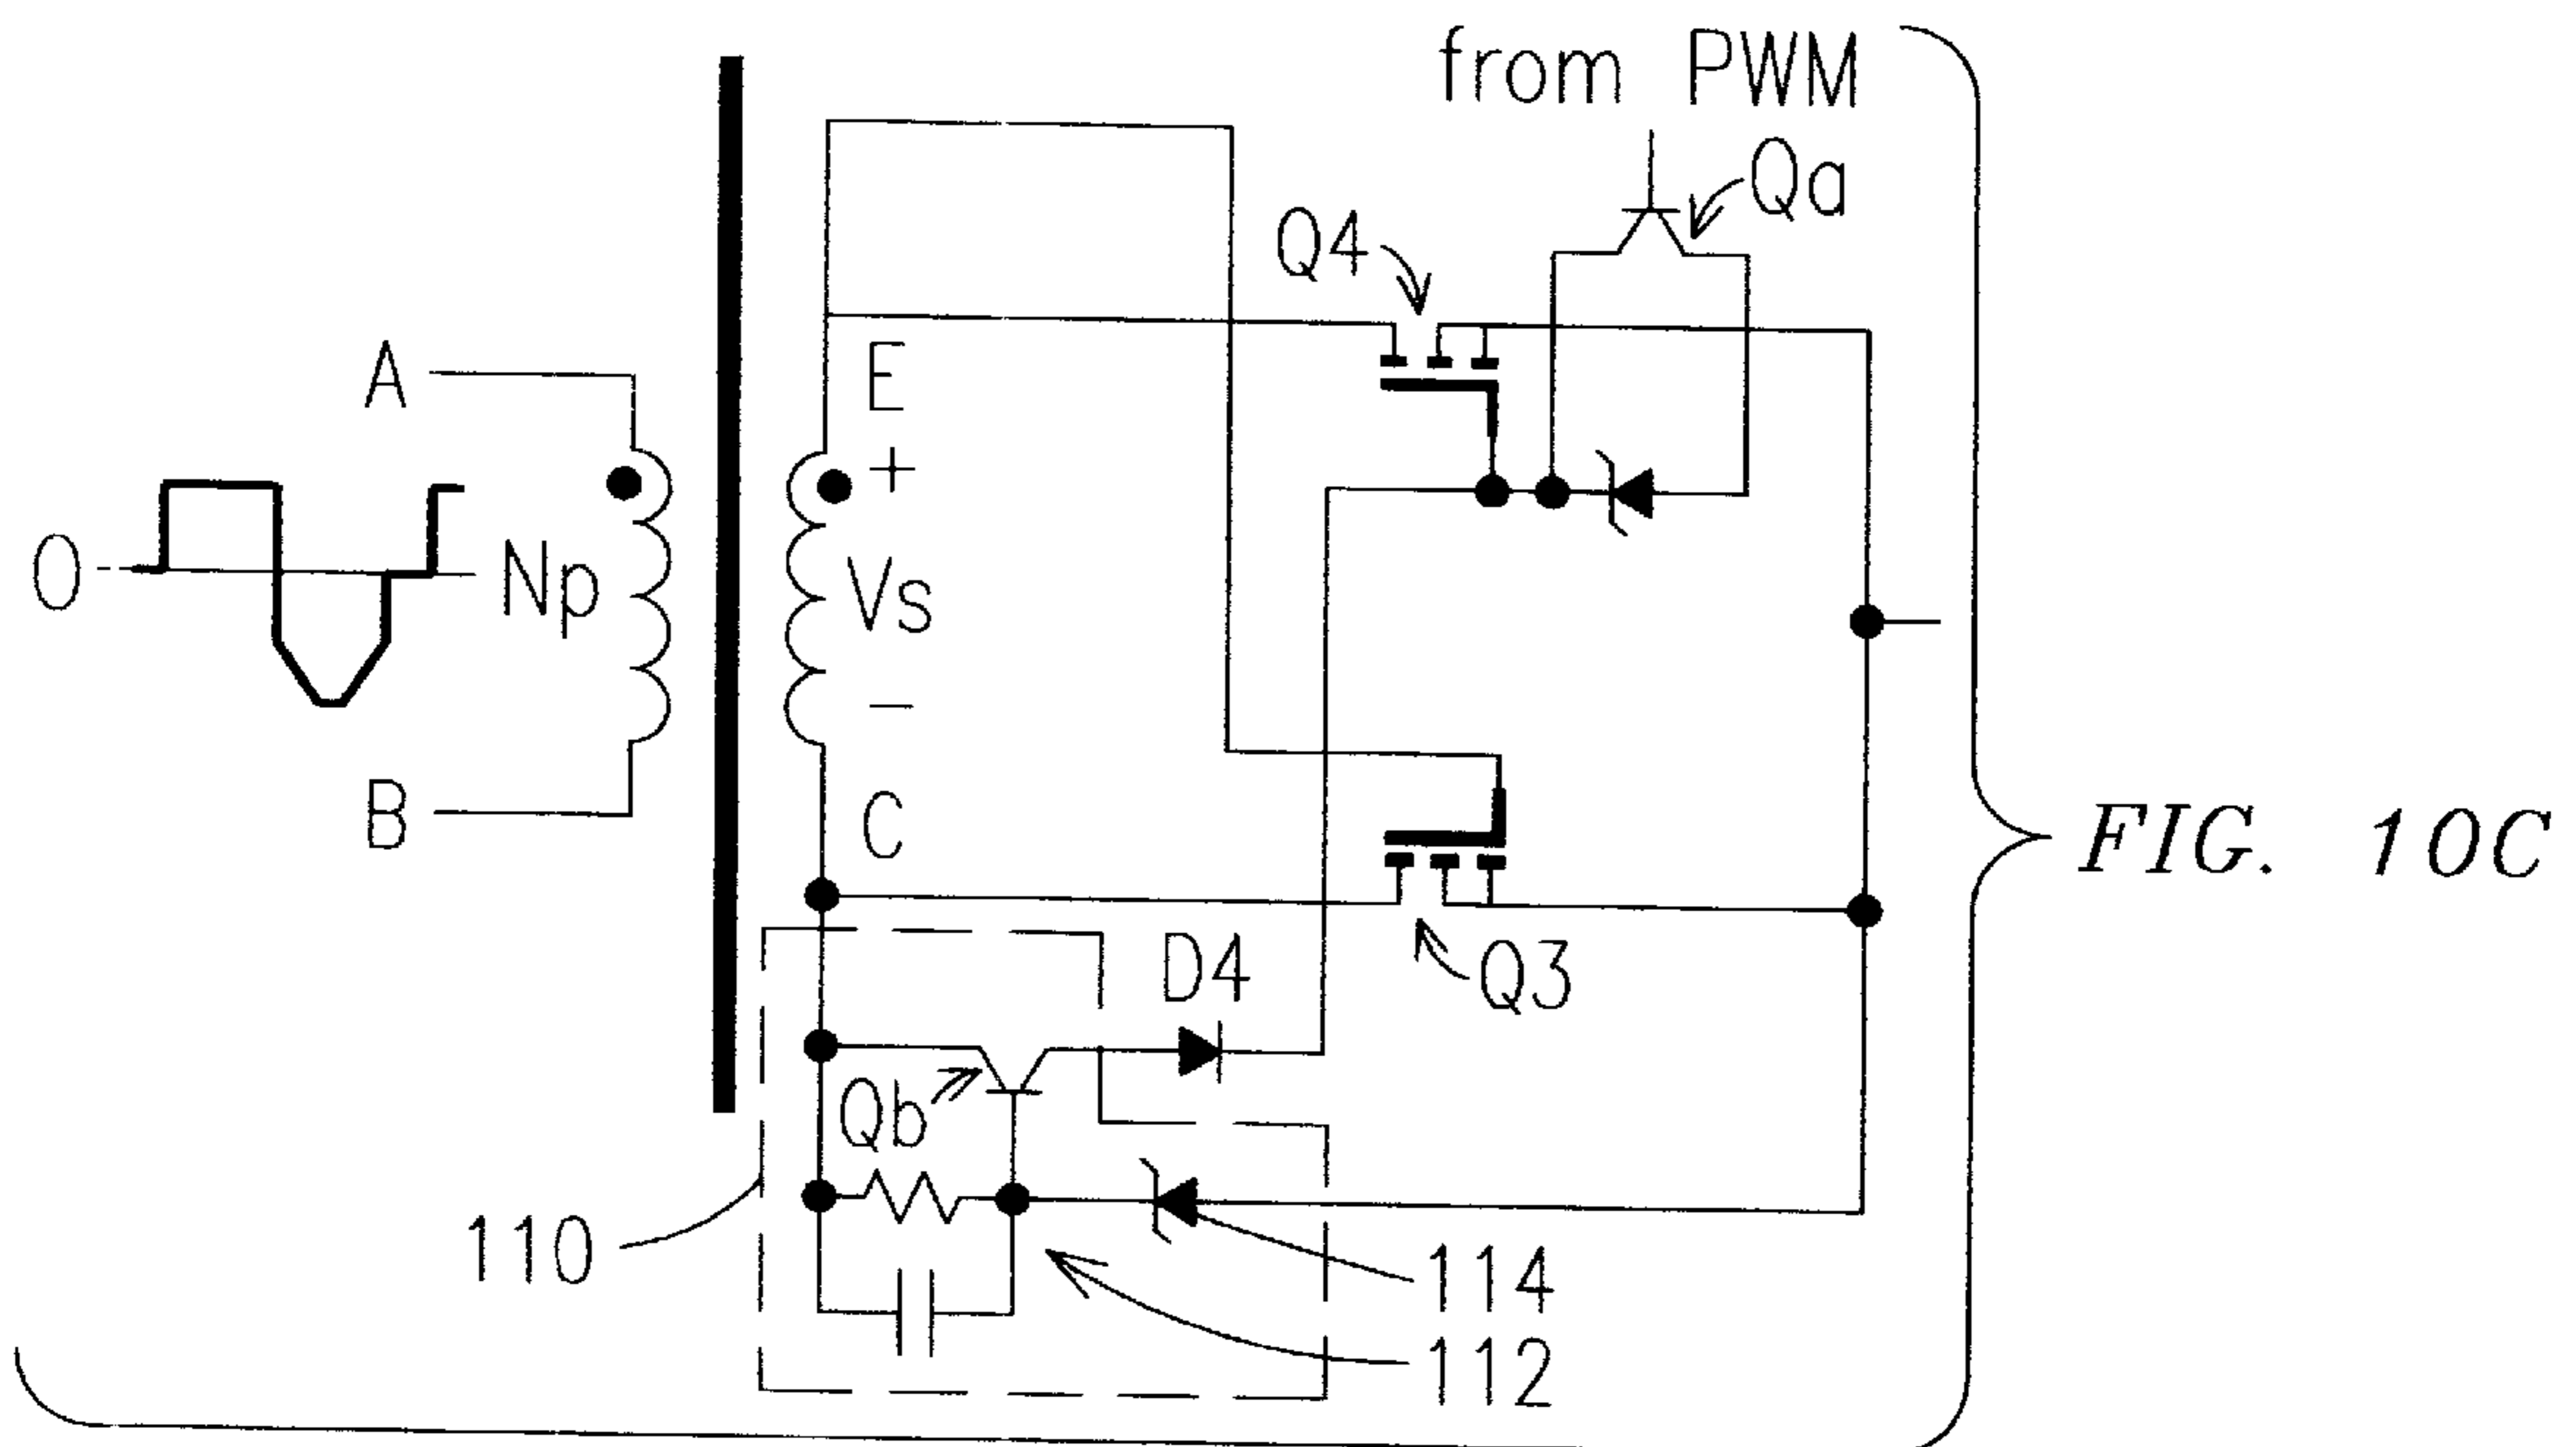 from PWM
Qa
Q4
A
E
+
O
Np
Vs
−
B
C
FIG. 10C
D4
Q3
Qb
110
114
112